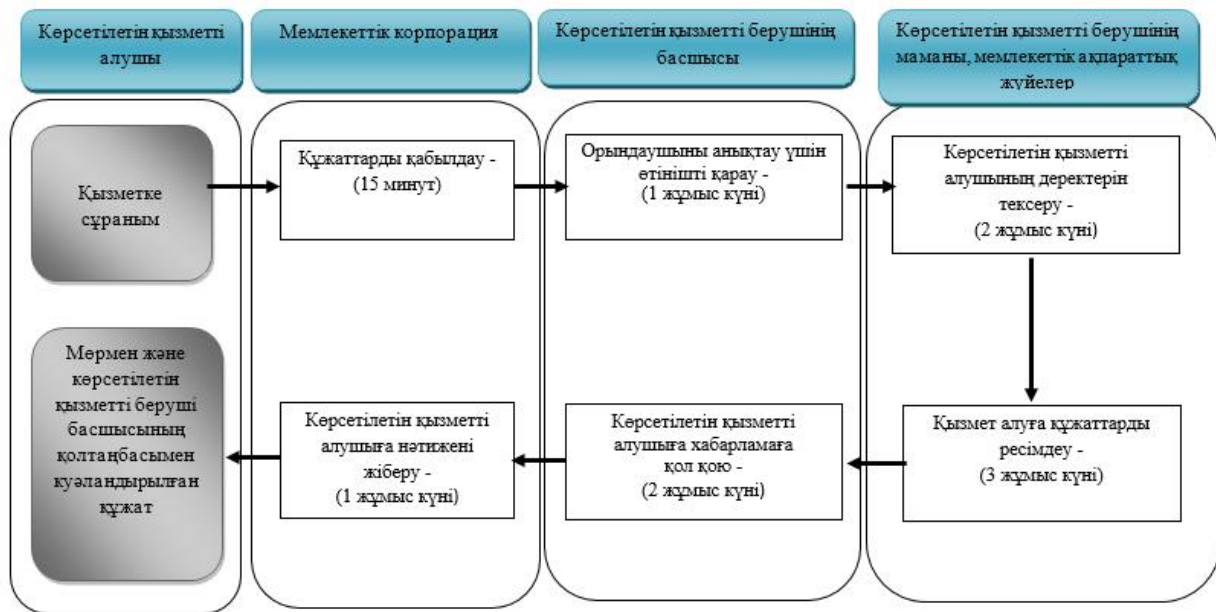 Көрсетілетін қызметті
алушы
Мемлекеттік корпорация
Көрсетілетін қызметті берушінің
басшысы
Көрсетілетін қызметті берушінің
маманы, мемлекеттік ақпараттық
жүйелер
Қызметке
сұраным
Құжаттарды қабылдау -
(15 минут)
Орындаушыны анықтау үшін
өтінішті қарау -
(1 жұмыс күні)
Көрсетілетін қызметті
алушының деректерін
тексеру -
(2 жұмыс күні)
Мөрмен және
көрсетілетін
қызметті беруші
басшысының
қолтаңбасымен
куәландырылған
құжат
Көрсетілетін қызметті
алушыға нәтижені
жіберу -
(1 жұмыс күні)
Көрсетілетін қызметті
алушыға хабарламаға
қол қою -
(2 жұмыс күні)
Қызмет алуға құжаттарды
ресімдеу -
(3 жұмыс күні)